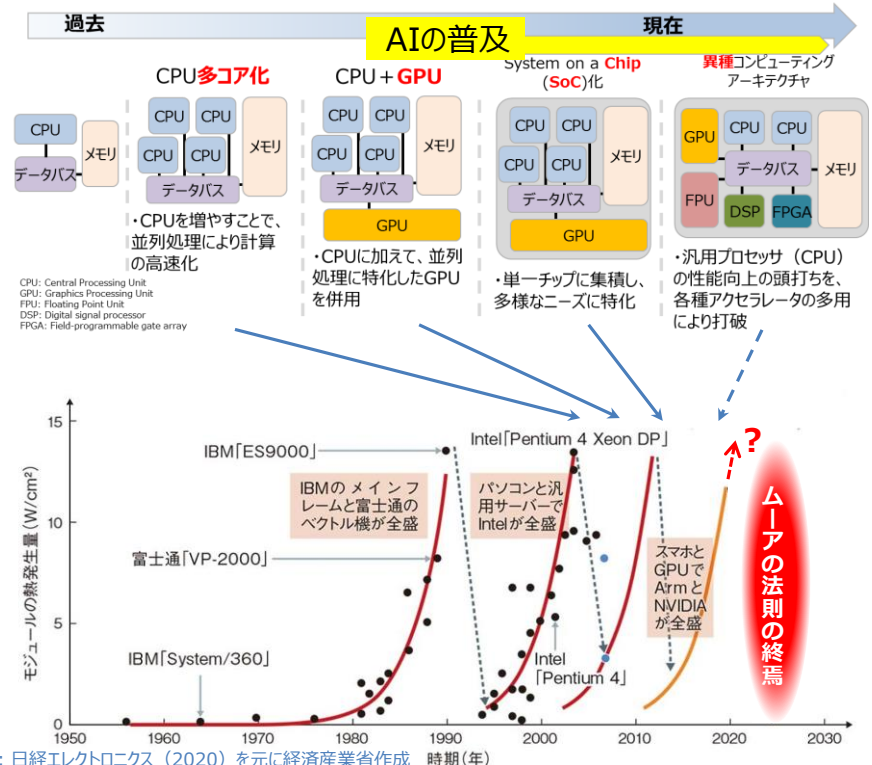 過去
AIの普及
現在
CPU
データバス
メモリ
CPU多コア化
CPU
CPU
CPU
CPU
メモリ
データバス
・CPUを増やすことで、
並列処理により計算
の高速化
CPU+GPU
CPU
CPU
CPU
CPU
メモリ
データバス
GPU
・CPUに加えて、並列
処理に特化したGPU
を併用
System on a Chip
(SoC)化
CPU
CPU
CPU
CPU
メモリ
データバス
GPU
・単一チップに集積し、
多様なニーズに特化
異種コンピューティング
アーキテクチャ
GPU
CPU
CPU
メモリ
データバス
FPU
DSP
FPGA
・汎用プロセッサ(CPU)
の性能向上の頭打ちを、
各種アクセラレータの多用
により打破
CPU: Central Processing Unit
GPU: Graphics Processing Unit
FPU: Floating Point Unit
DSP: Digital signal processor
FPGA: Field-programmable gate array
モジュールの熱発生量(W/cm²)
15
10
5
0
IBM「ES9000」
IBMのメインフ
レームと富士通の
ベクトル機が全盛
富士通「VP-2000」
IBM「System/360」
Intel「Pentium 4 Xeon DP」
パソコンと汎
用サーバーで
Intelが全盛
Intel
「Pentium 4」
スマホと
GPUで
Armと
NVIDIA
が全盛
?
ムーアの法則の終焉
1950
1960
1970
1980
1990
2000
2010
2020
2030
時期(年)
:日経エレクトロニクス(2020)を元に経済産業省作成